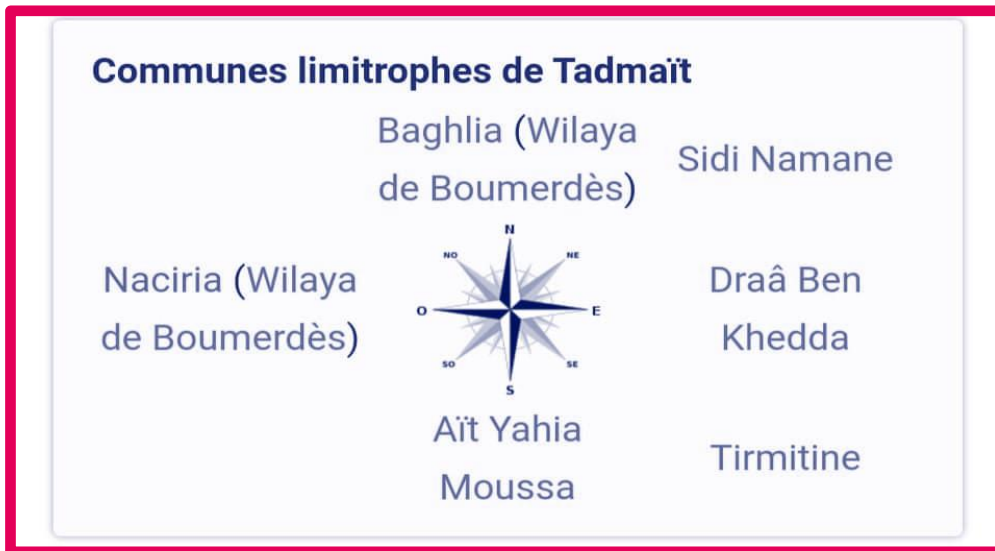 Communes limitrophes de Tadmaït
Baghlia (Wilaya
de Boumerdès)
Sidi Namane
Naciria (Wilaya
de Boumerdès)
N
NO
NE
O
E
SO
SE
S
Draâ Ben
Khedda
Aït Yahia
Moussa
Tirmitine